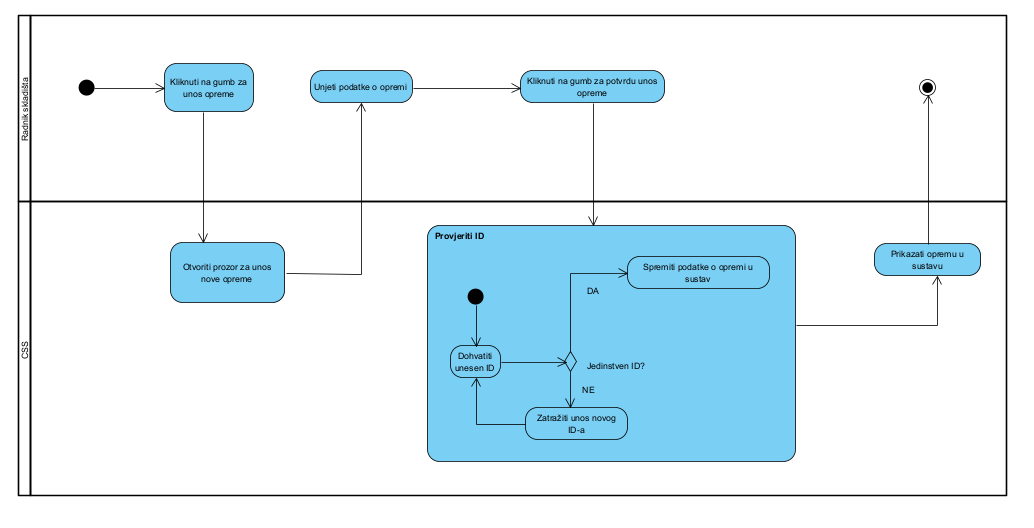 Radnik skladišta
Kliknuti na gumb za
unos opreme
Unjeti podatke o opremi
Kliknuti na gumb za potvrdu unos
opreme
CSS
Otvoriti prozor za unos
nove opreme
Provjeriti ID
Spremiti podatke o opremi u
sustav
DA
Dohvatiti
unesen ID
Jedinstven ID?
NE
Zatražiti unos novog
ID-a
Prikazati opremu u
sustavu